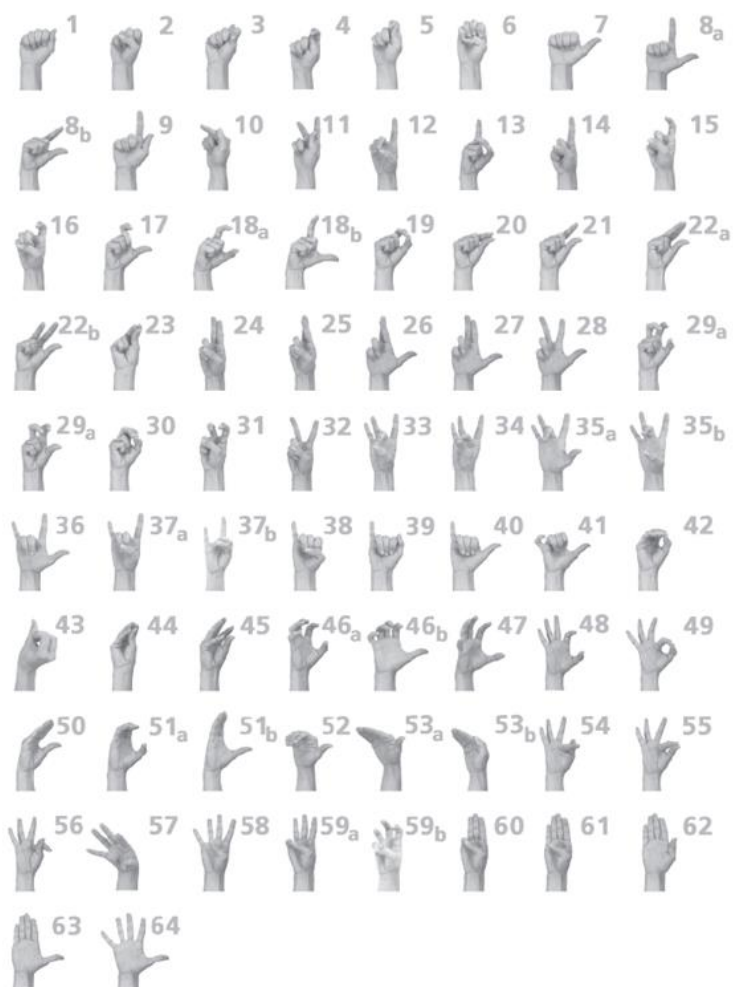 1 2 3 4 5 6 7 8a
8b 9 10 11 12 13 14 15
16 17 18a 18b 19 20 21 22a
22b 23 24 25 26 27 28 29a
29a 30 31 32 33 34 35a 35b
36 37a 37b 38 39 40 41 42
43 44 45 46a 46b 47 48 49
50 51a 51b 52 53a 53b 54 55
56 57 58 59a 59b 60 61 62
63 64